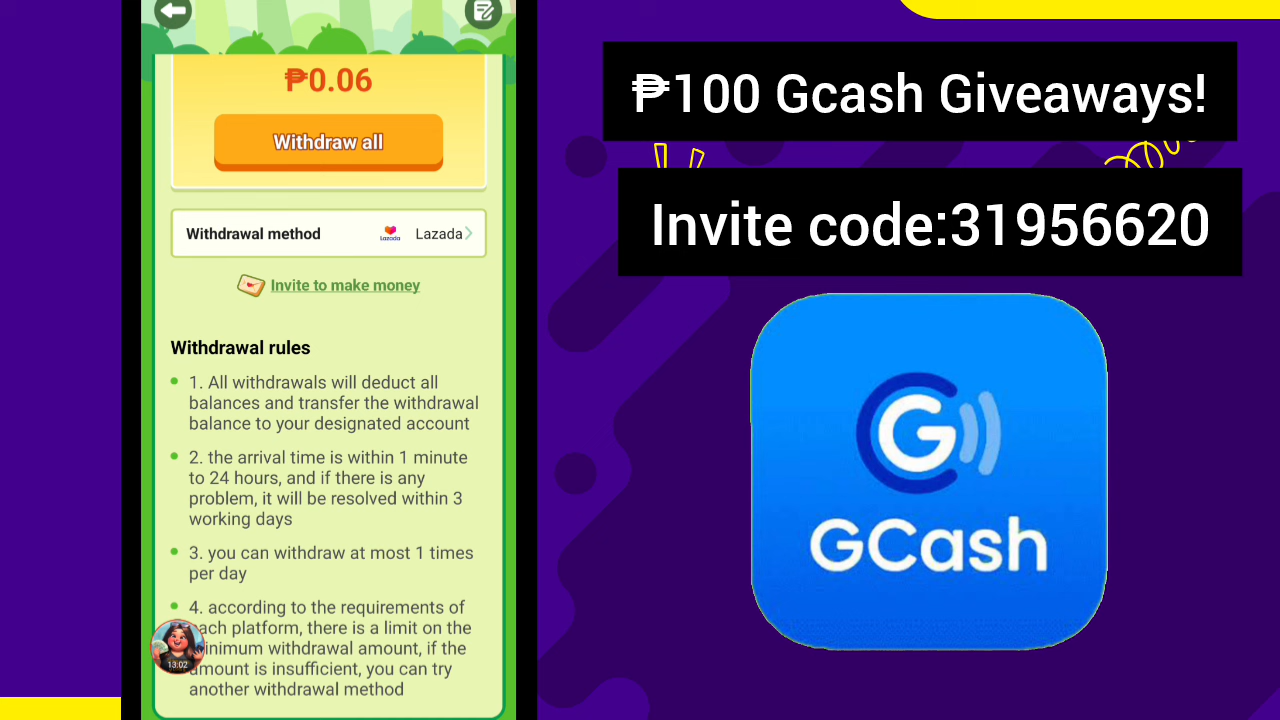 ₱0.06
Withdraw all
Withdrawal method
Lazada
Lazada
Invite to make money
Withdrawal rules
1. All withdrawals will deduct all
balances and transfer the withdrawal
balance to your designated account
2. the arrival time is within 1 minute
to 24 hours, and if there is any
problem, it will be resolved within 3
working days
3. you can withdraw at most 1 times
per day
4. according to the requirements of
each platform, there is a limit on the
minimum withdrawal amount, if the
amount is insufficient, you can try
another withdrawal method
13:02
₱100 Gcash Giveaways!
Invite code:31956620
G
GCash